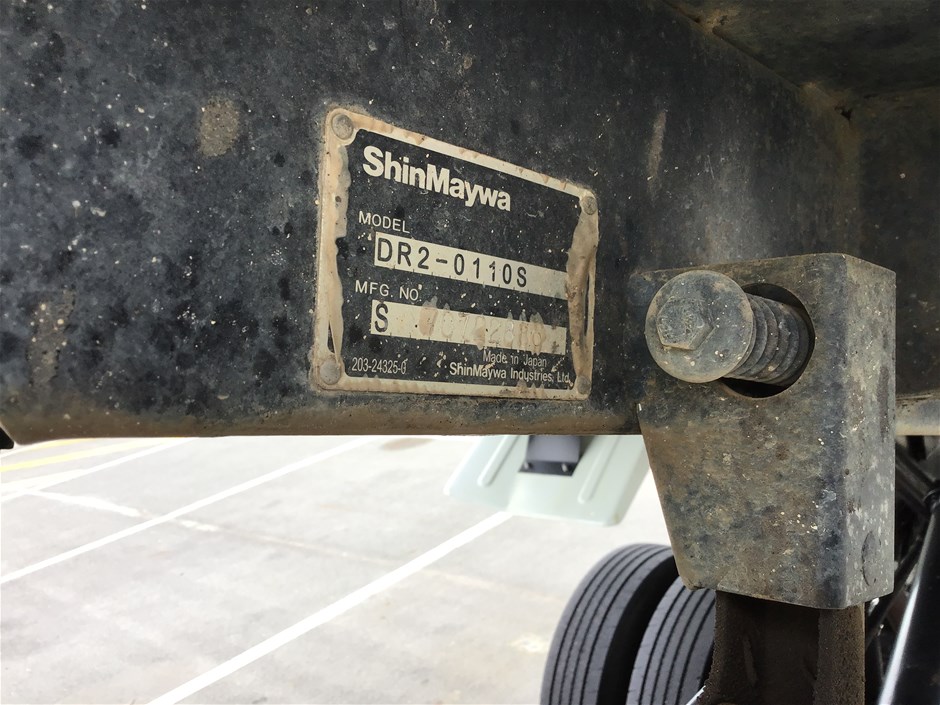 ShinMaywa
MODEL
DR2-0110S
MFG. NO.
S
Made in Japan
203-24325-0
ShinMaywa Industries, Ltd.